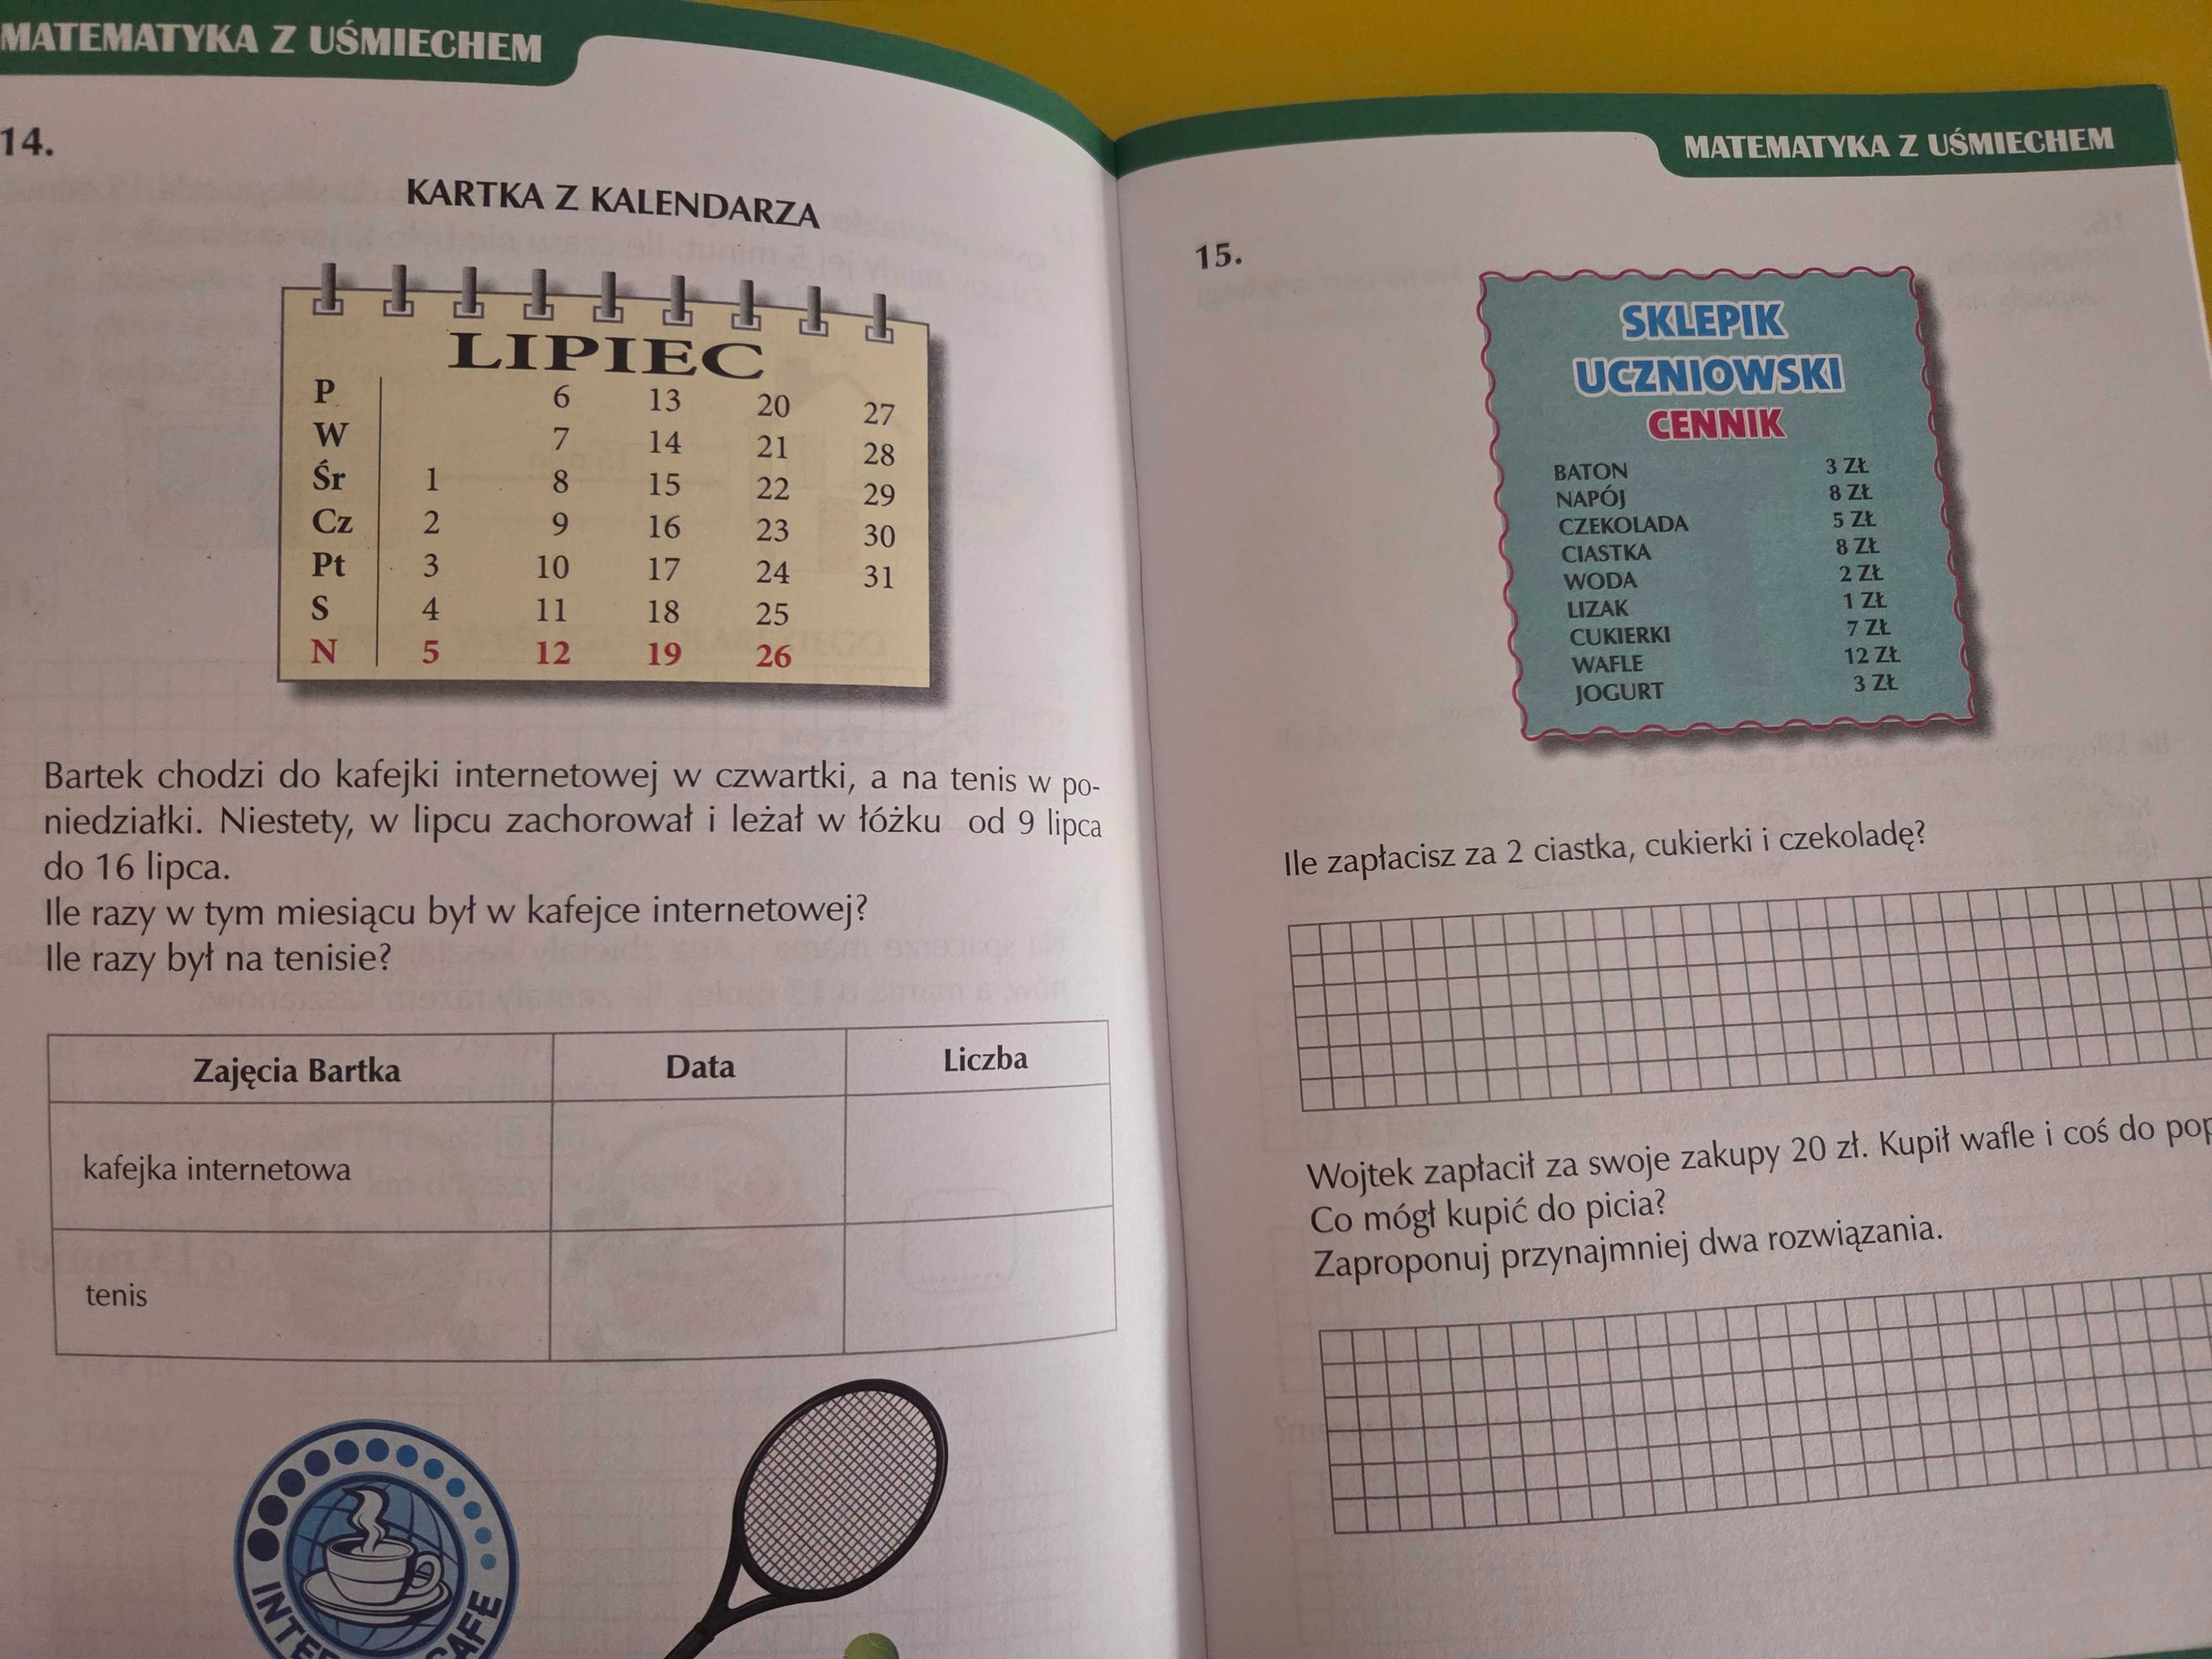 MATEMATYKA Z UŚMIECHEM
14.
KARTKA Z KALENDARZA
LIPIEC
P 6 13 20 27
W 7 14 21 28
Śr 1 8 15 22 29
Cz 2 9 16 23 30
Pt 3 10 17 24 31
S 4 11 18 25
N 5 12 19 26
Bartek chodzi do kafejki internetowej w czwartki, a na tenis w po-
niedziałki. Niestety, w lipcu zachorował i leżał w łóżku od 9 lipca
do 16 lipca.
Ile razy w tym miesiącu był w kafejce internetowej?
Ile razy był na tenisie?
Zajęcia Bartka Data Liczba
kafejka internetowa
tenis
MATEMATYKA Z UŚMIECHEM
15.
SKLEPIK
UCZNIOWSKI
CENNIK
BATON 3 ZŁ
NAPÓJ 8 ZŁ
CZEKOLADA 5 ZŁ
CIASTKA 8 ZŁ
WODA 2 ZŁ
LIZAK 1 ZŁ
CUKIERKI 7 ZŁ
WAFLE 12 ZŁ
JOGURT 3 ZŁ
Ile zapłacisz za 2 ciastka, cukierki i czekoladę?
Wojtek zapłacił za swoje zakupy 20 zł. Kupił wafle i coś do
Co mógł kupić do picia?
Zaproponuj przynajmniej dwa rozwiązania.